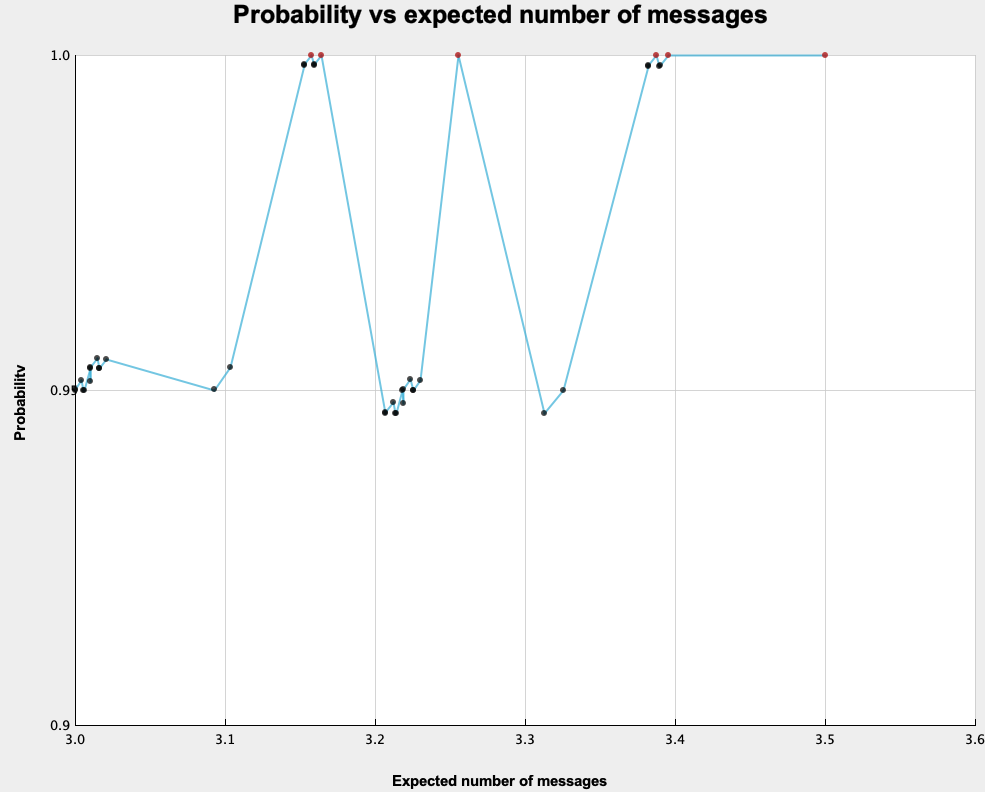 Probability vs expected number of messages
1.0
0.95
Probability
0.9
3.0 3.1 3.2 3.3 3.4 3.5 3.6
Expected number of messages